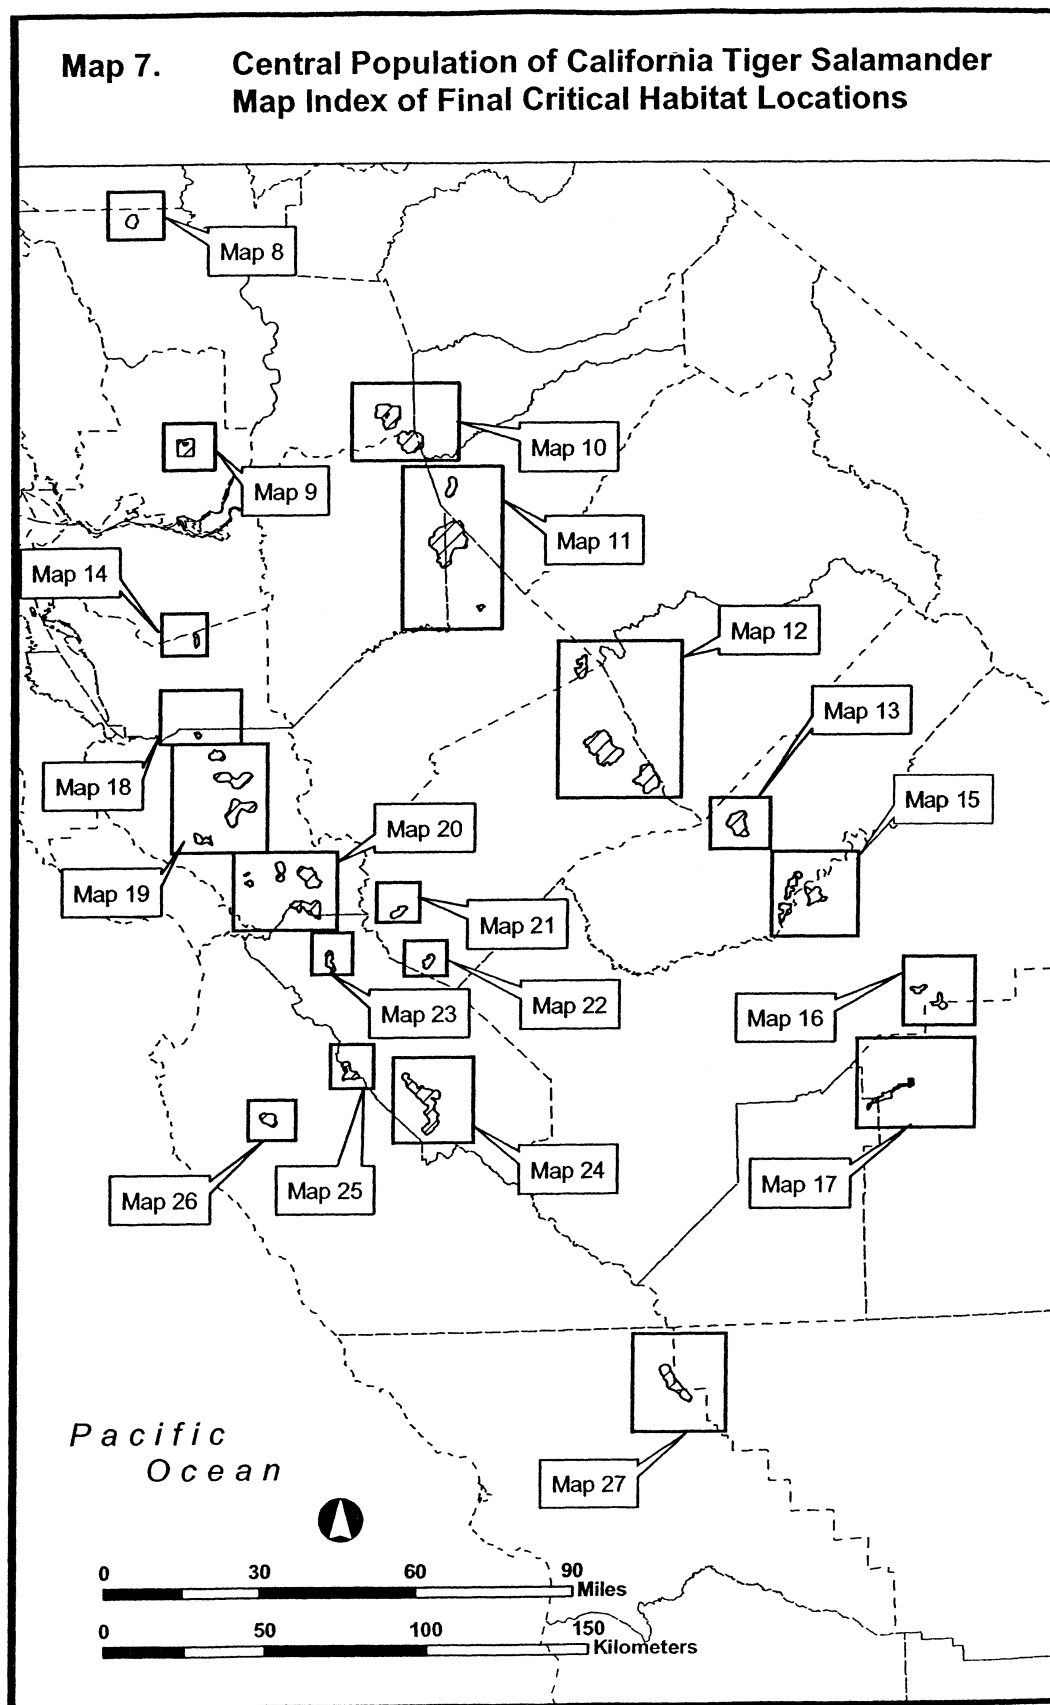 Map 7. Central Population of California Tiger Salamander
Map Index of Final Critical Habitat Locations
Map 8
Map 10
Map 9
Map 11
Map 14
Map 12
Map 13
Map 18
Map 15
Map 20
Map 19
Map 21
Map 22
Map 23
Map 16
Map 24
Map 25
Map 17
Map 26
Pacific
Ocean
Map 27
0 30 60 90
Miles
0 50 100 150
Kilometers